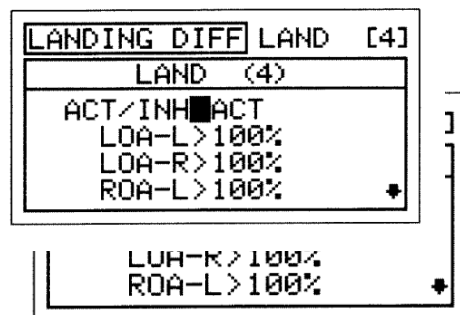 LANDING DIFF LAND [4]
LAND (4)
ACT/INH ACT
LOA-L>100%
LOA-R>100%
ROA-L>100%
]
LOA-R>100%
ROA-L>100%